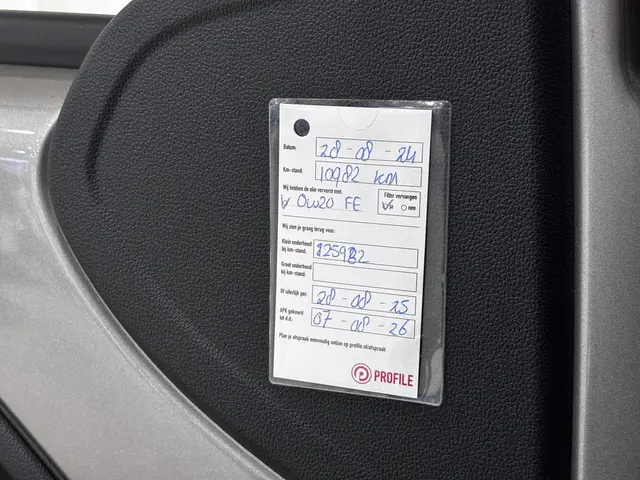 Datum: 28-08-24
Km-stand: 10982 KM
Wij hebben de olie ververst met: Filter vervangen
V 0W20 FE ja nee
Wij zien je graag terug voor:
Klein onderhoud
bij km-stand:
Groot onderhoud
bij km-stand:
Of uiterlijk per: 28-08-25
APK gekeurd
tot d.d.: 07-08-26
Plan je afspraak eenvoudig online op profile.nl/afspraak
PROFILE